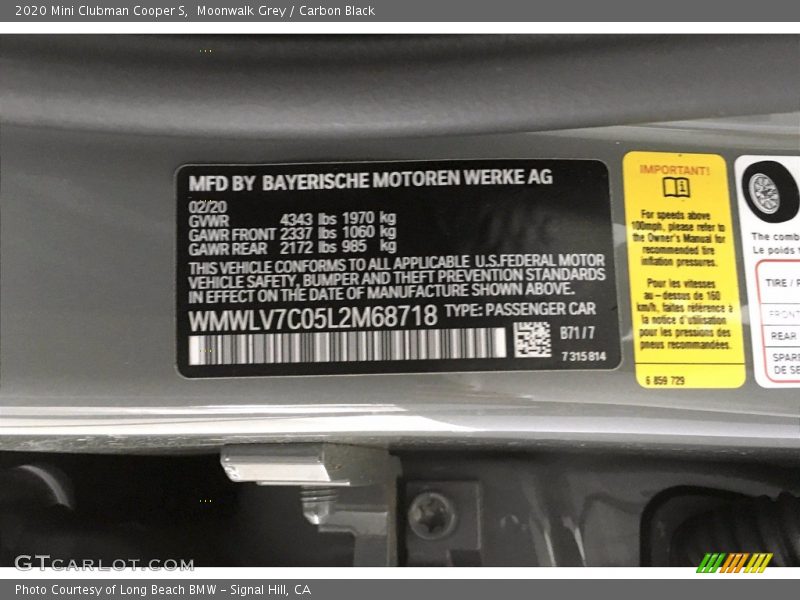 2020 Mini Clubman Cooper S,  Moonwalk Grey / Carbon Black
MFD BY BAYERISCHE MOTOREN WERKE AG
02/20
GVWR 4343 lbs 1970 kg
GAWR FRONT 2337 lbs 1060 kg
GAWR REAR 2172 lbs 985 kg
THIS VEHICLE CONFORMS TO ALL APPLICABLE U.S.FEDERAL MOTOR
VEHICLE SAFETY, BUMPER AND THEFT PREVENTION STANDARDS
IN EFFECT ON THE DATE OF MANUFACTURE SHOWN ABOVE.
WMWLV7C05L2M68718 TYPE: PASSENGER CAR
B71 / 7
7 315 814
IMPORTANT!
For speeds above
100mph, please refer to
the Owner's Manual for
recommended tire
inflation pressures.
Pour les vitesses
au-dessus de 160
km/h, faites référence à
la notice d'utilisation
pour les pressions des
pneus recommandées.
6 859 729
The comb
Le poids t
TIRE / P
FRONT
REAR
SPARE
DE SE
GTCARLOT.COM
Photo Courtesy of Long Beach BMW - Signal Hill, CA